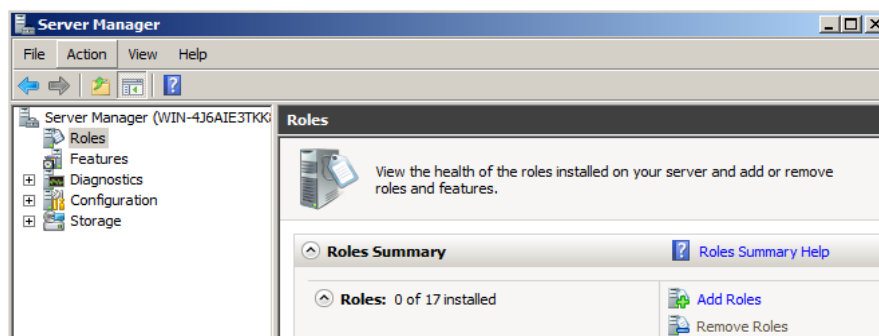 Server Manager
File Action View Help
Server Manager (WIN-4J6AIE3TKK
Roles
Features
Diagnostics
Configuration
Storage
Roles
View the health of the roles installed on your server and add or remove
roles and features.
Roles Summary
Roles Summary Help
Roles: 0 of 17 installed
Add Roles
Remove Roles